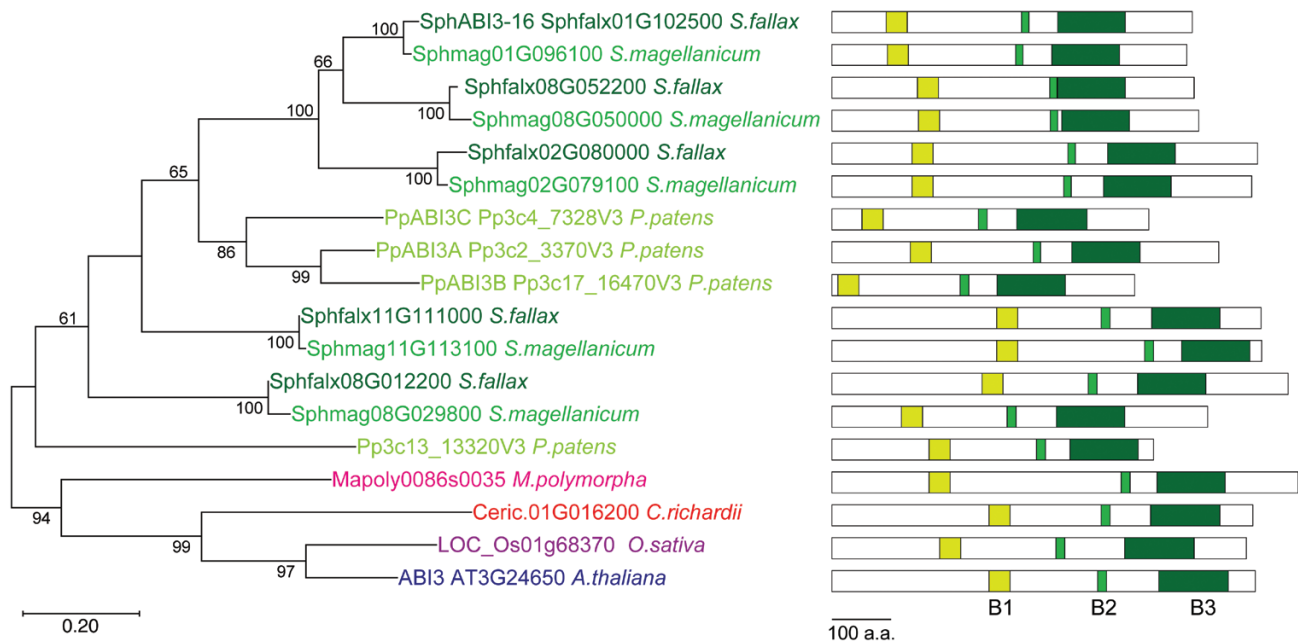 SphABI3-16 Sphfalx01G102500 S.fallax
100
Sphmag01G096100 S.magellanicum
66
Sphfalx08G052200 S.fallax
100
100
Sphmag08G050000 S.magellanicum
Sphfalx02G080000 S.fallax
65
100
Sphmag02G079100 S.magellanicum
PpABI3C Pp3c4_7328V3 P.patens
86
PpABI3A Pp3c2_3370V3 P.patens
99
PpABI3B Pp3c17_16470V3 P.patens
61
Sphfalx11G111000 S.fallax
100
Sphmag11G113100 S.magellanicum
Sphfalx08G012200 S.fallax
100
Sphmag08G029800 S.magellanicum
Pp3c13_13320V3 P.patens
Mapoly0086s0035 M.polymorpha
94
Ceric.01G016200 C.richardii
99
LOC_Os01g68370 O.sativa
97
ABI3 AT3G24650 A.thaliana
B1 B2 B3
0.20
100 a.a.